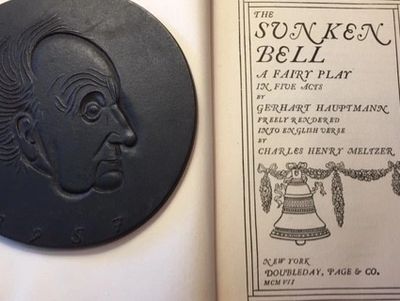 1957
THE
SUNKEN
BELL
A FAIRY PLAY
IN FIVE ACTS
BY
GERHART HAUPTMANN
FREELY RENDERED
INTO ENGLISH VERSE
BY
CHARLES HENRY MELTZER
NEW YORK
DOUBLEDAY, PAGE & CO.
MCMVII